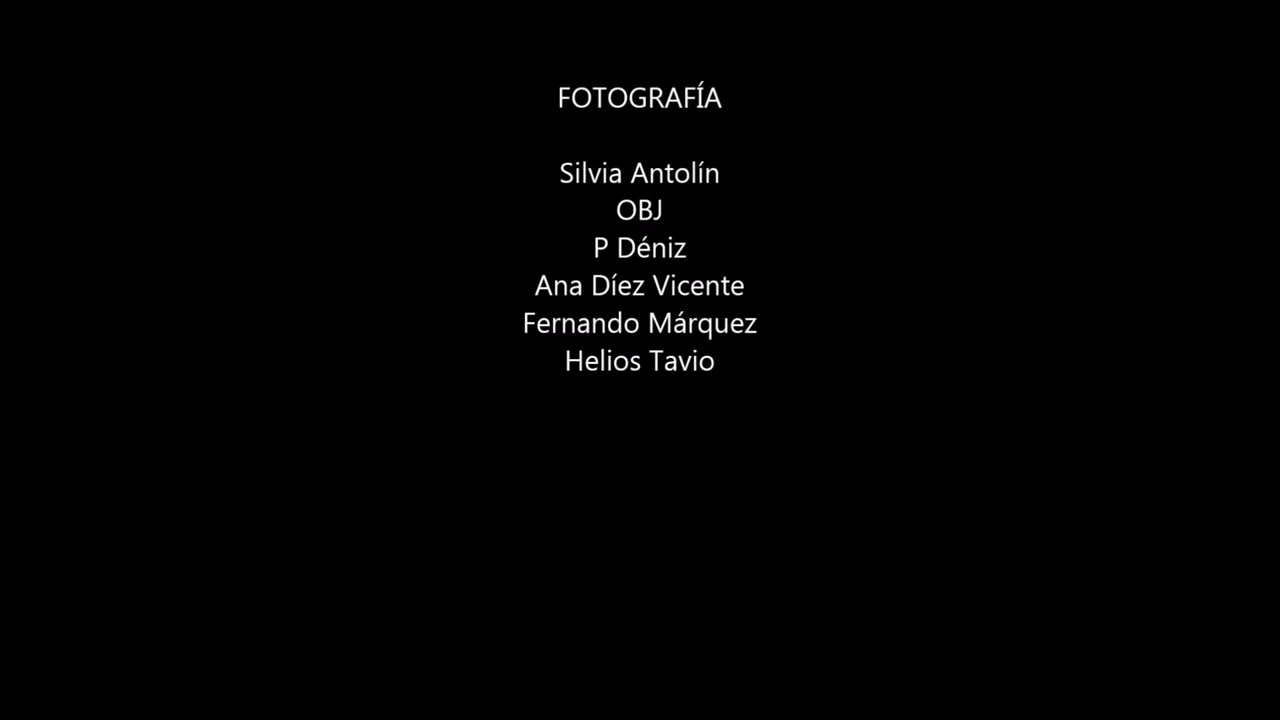 FOTOGRAFÍA
Silvia Antolín
OBJ
P Déniz
Ana Díez Vicente
Fernando Márquez
Helios Tavio